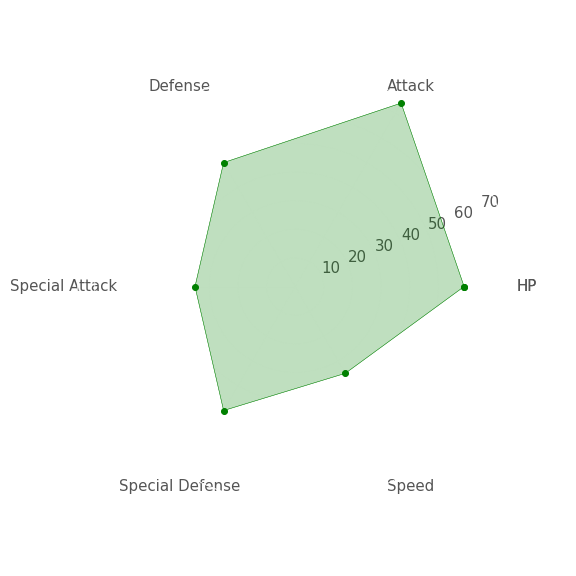 Defense
Attack
70
60
50
40
30
20
10
Special Attack
HP
Special Defense
Speed